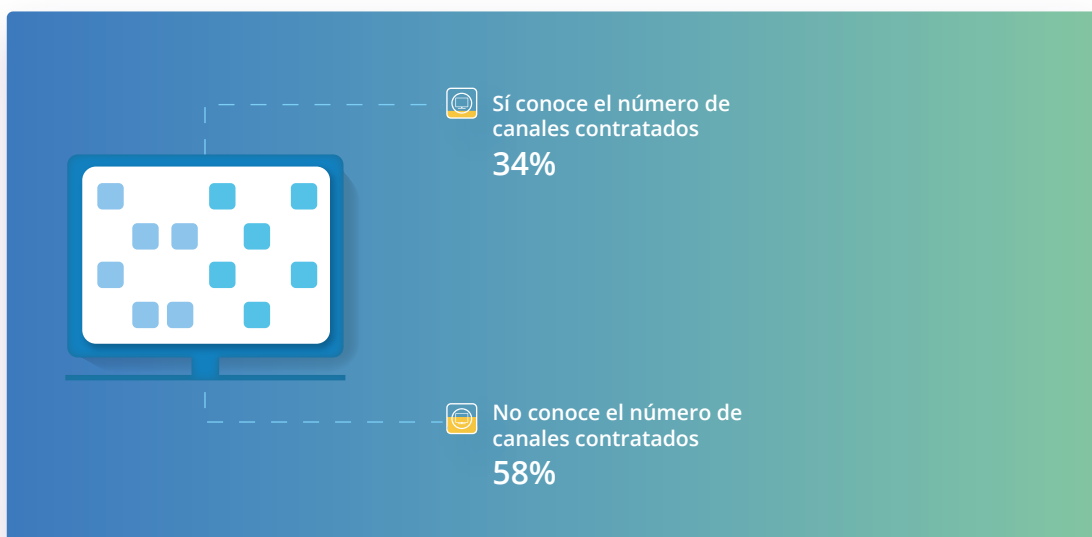 Sí conoce el número de
canales contratados
34%
No conoce el número de
canales contratados
58%